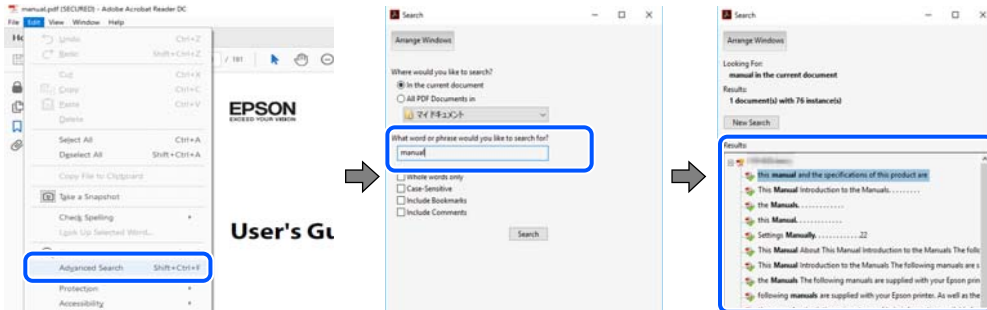 manual.pdf (SECURED) - Adobe Acrobat Reader DC
File Edit View Window Help
Undo Ctrl+Z
Redo Shift+Ctrl+Z
Cut Ctrl+X
Copy Ctrl+C
Paste Ctrl+V
Delete
Select All Ctrl+A
Deselect All Shift+Ctrl+A
Copy File to Clipboard
Take a Snapshot
Check Spelling
Look Up Selected Word...
Advanced Search Shift+Ctrl+F
Protection
Accessibility
/ 181
EPSON
EXCEED YOUR VISION
User's Gu
Search
Arrange Windows
Where would you like to search?
In the current document
All PDF Documents in
マイ ドキュメント
What word or phrase would you like to search for?
manual
Whole words only
Case-Sensitive
Include Bookmarks
Include Comments
Search
Search
Arrange Windows
Looking For:
manual in the current document
Results:
1 document(s) with 76 instance(s)
New Search
Results:
this manual and the specifications of this product are
This Manual Introduction to the Manuals. . . . . . . . .
the Manuals. . . . . . . . . . . . .
this Manual. . . . . . . . . . . . .
Settings Manually. . . . . . . . . . . . 22
This Manual About This Manual Introduction to the Manuals The follo
This Manual Introduction to the Manuals The following manuals are s
the Manuals The following manuals are supplied with your Epson prin
following manuals are supplied with your Epson printer. As well as the